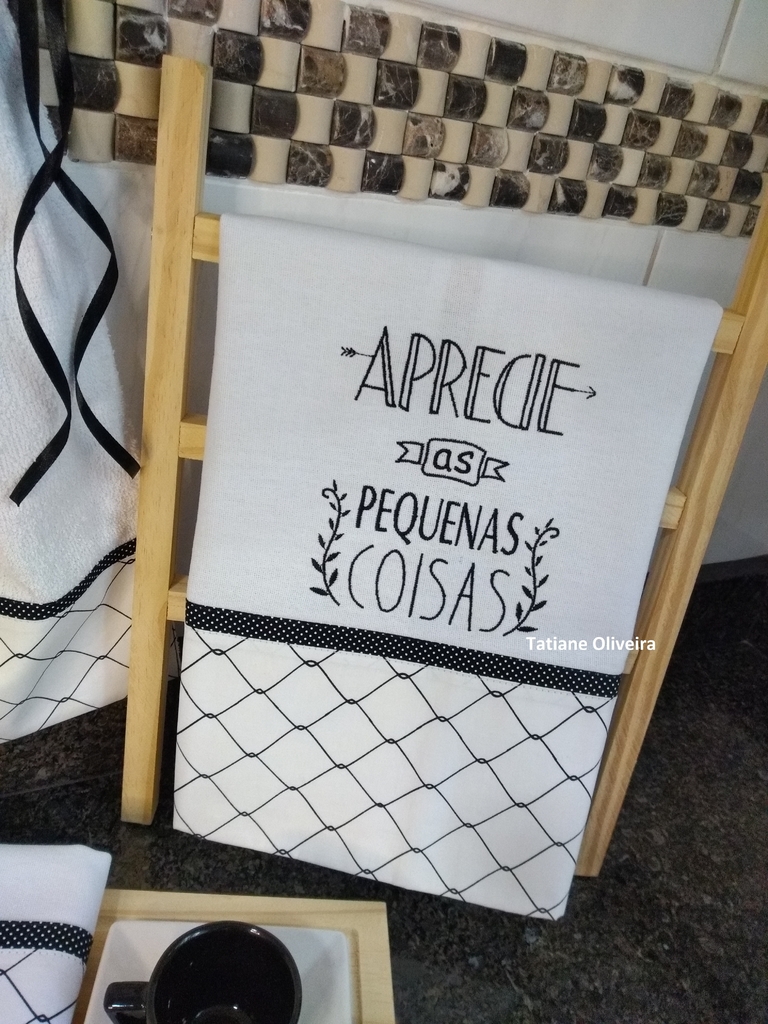 APRECIE
as
PEQUENAS
COISAS
Tatiane Oliveira